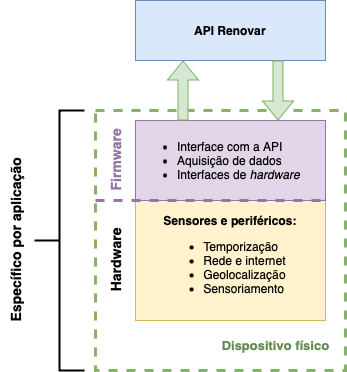 API Renovar
Específico por aplicação
Firmware
• Interface com a API
• Aquisição de dados
• Interfaces de hardware
Hardware
Sensores e periféricos:
• Temporização
• Rede e internet
• Geolocalização
• Sensoriamento
Dispositivo físico